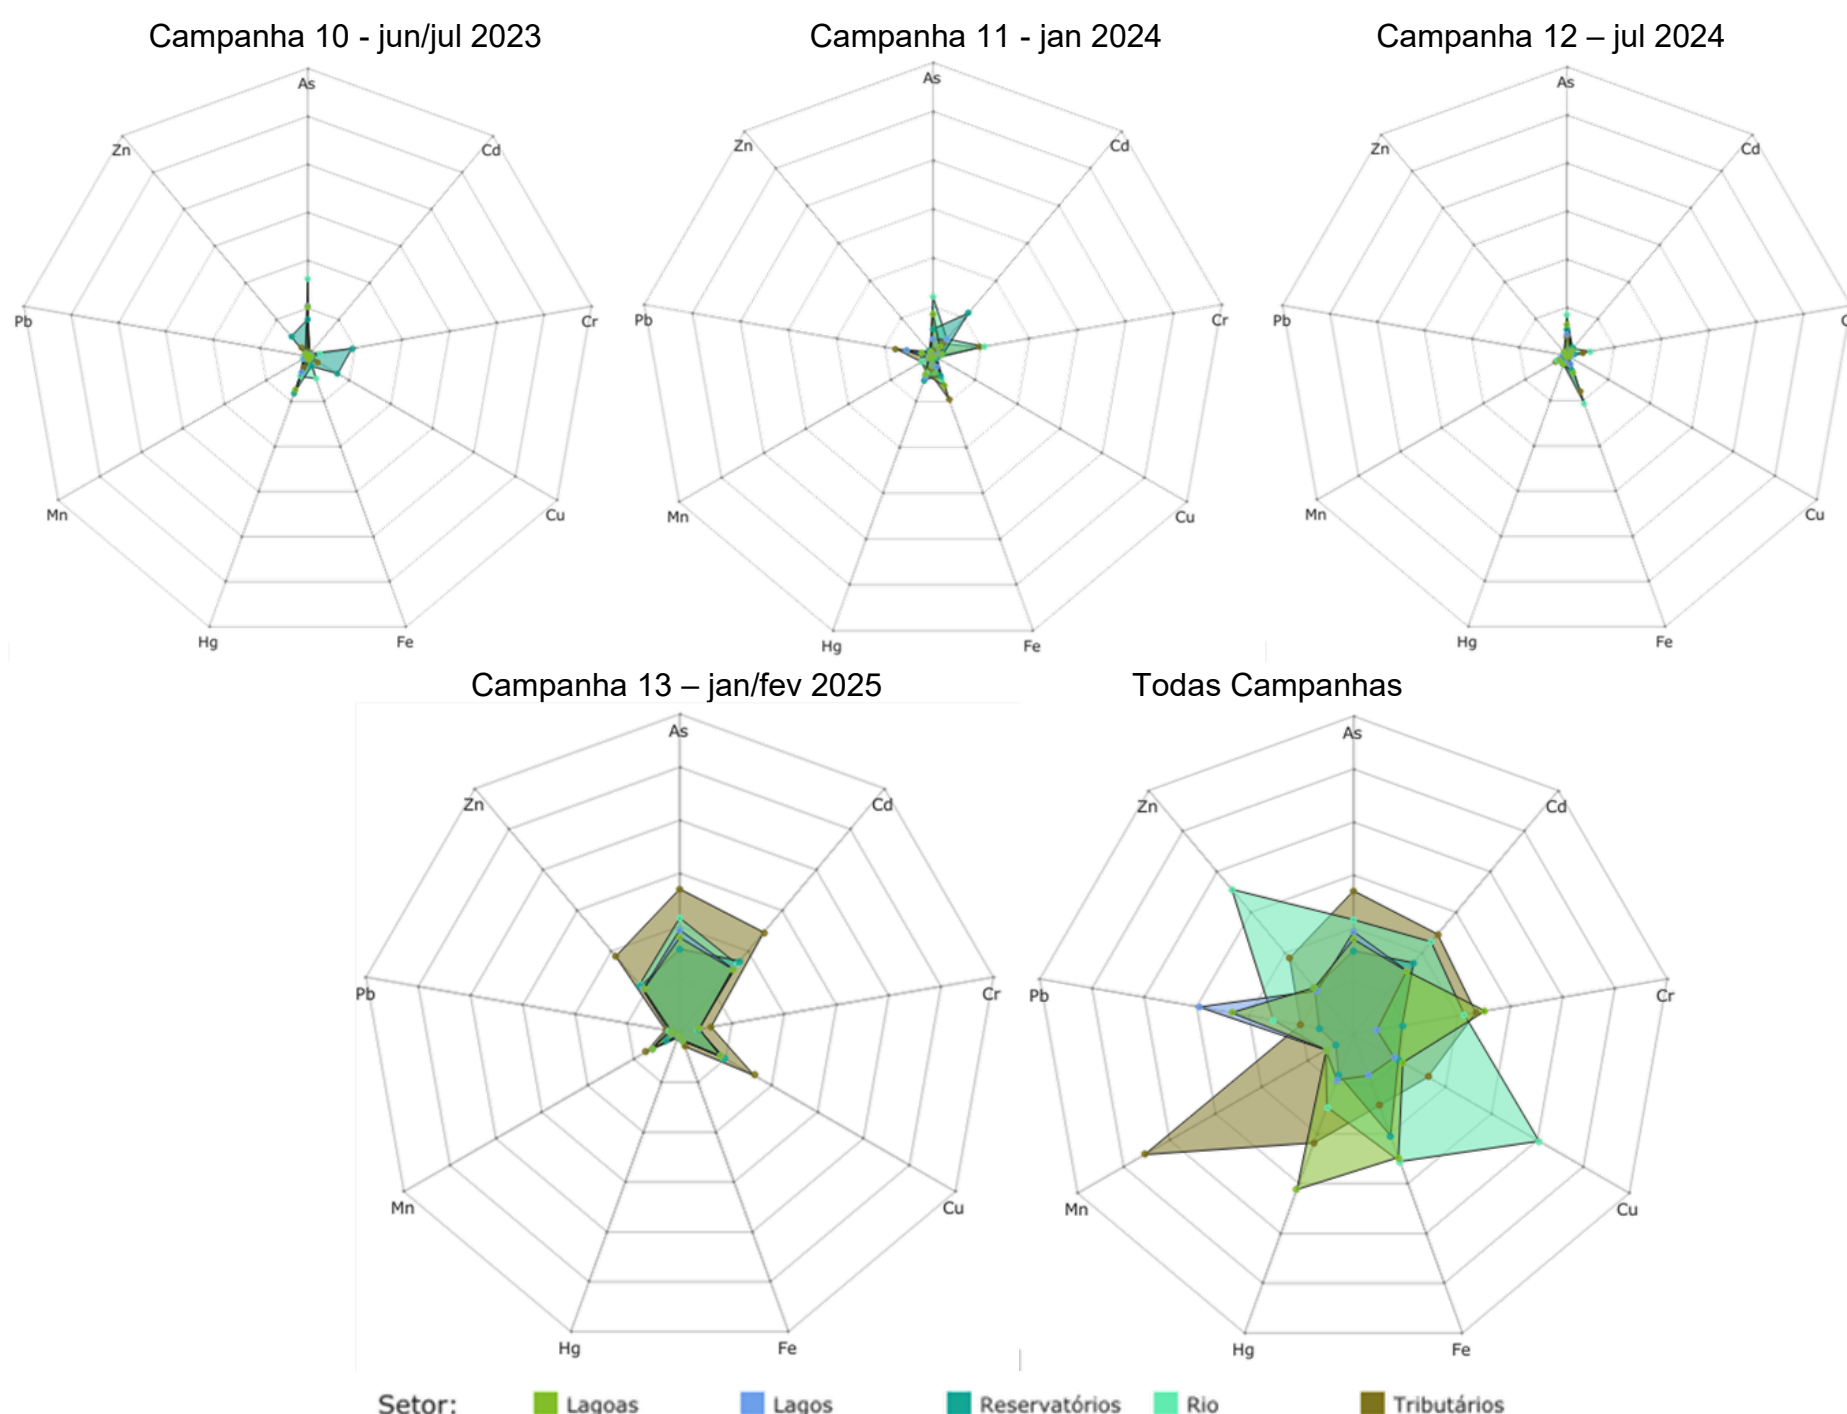 Campanha 10 - jun/jul 2023
Campanha 11 - jan 2024
Campanha 12 – jul 2024
As
Zn
Cd
Pb
Cr
Mn
Cu
Hg
Fe
As
Zn
Cd
Pb
Cr
Mn
Cu
Hg
Fe
As
Zn
Cd
Pb
Mn
Cu
Hg
Fe
Campanha 13 – jan/fev 2025
Todas Campanhas
As
Zn
Cd
Pb
Cr
Mn
Cu
Hg
Fe
As
Zn
Cd
Pb
Cr
Mn
Cu
Hg
Fe
Setor: Lagoas Lagos Reservatórios Rio Tributários